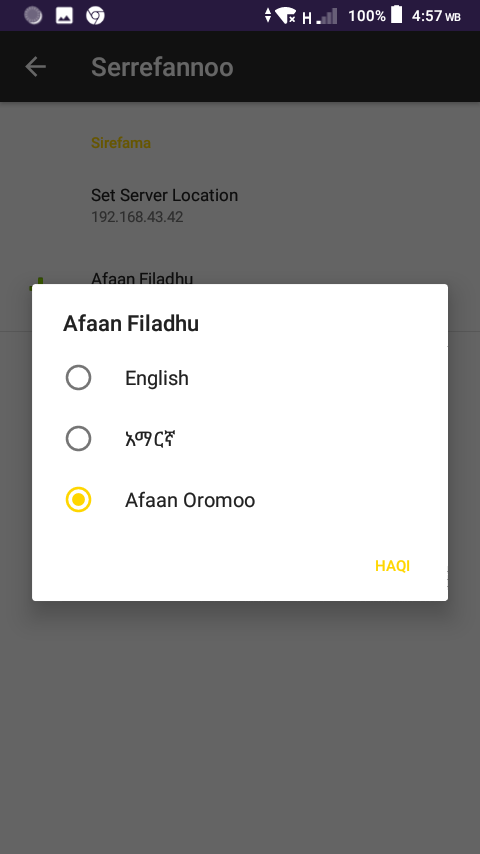 H 100% 4:57 WB
Serrefannoo
Sirefama
Set Server Location
192.168.43.42
Afaan Filadhu
Afaan Filadhu
English
አማርኛ
Afaan Oromoo
HAQI